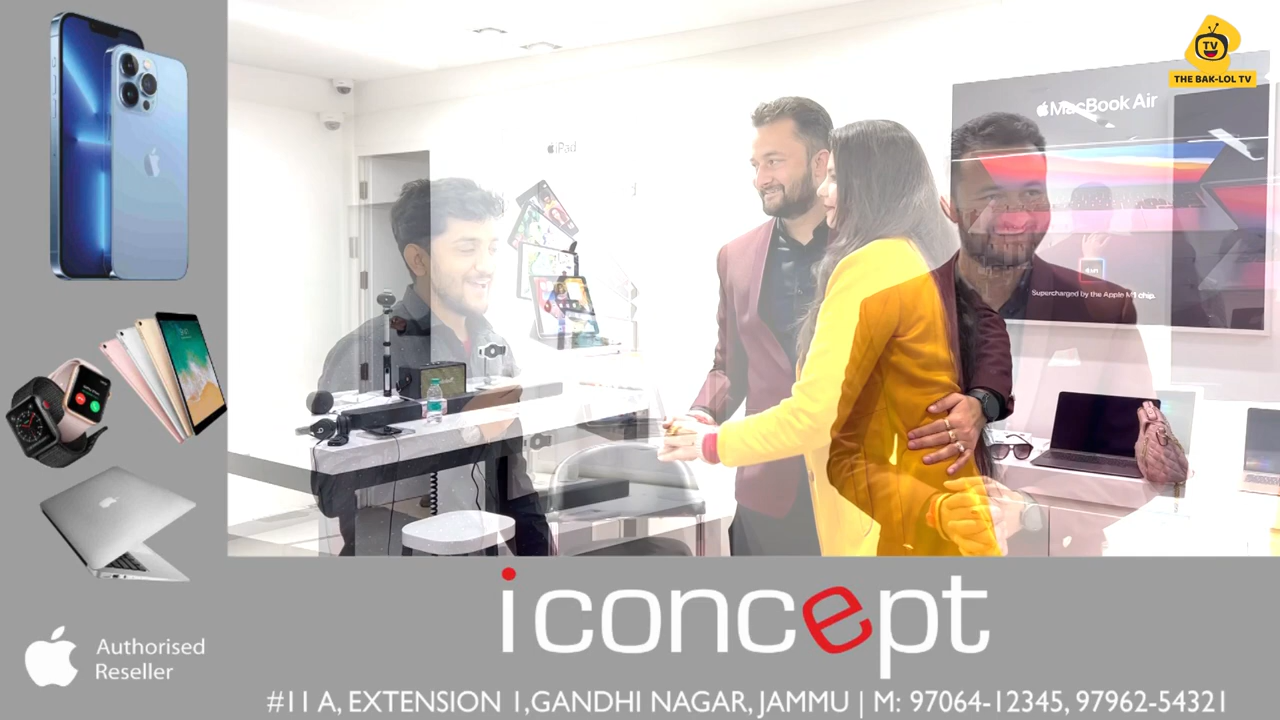 TV
THE BAK-LOL TV
MacBook Air
iPad
Supercharged by the Apple M1 chip.
iconcept
Authorised
Reseller
#11 A, EXTENSION 1,GANDHI NAGAR, JAMMU | M: 97064-12345, 97962-54321